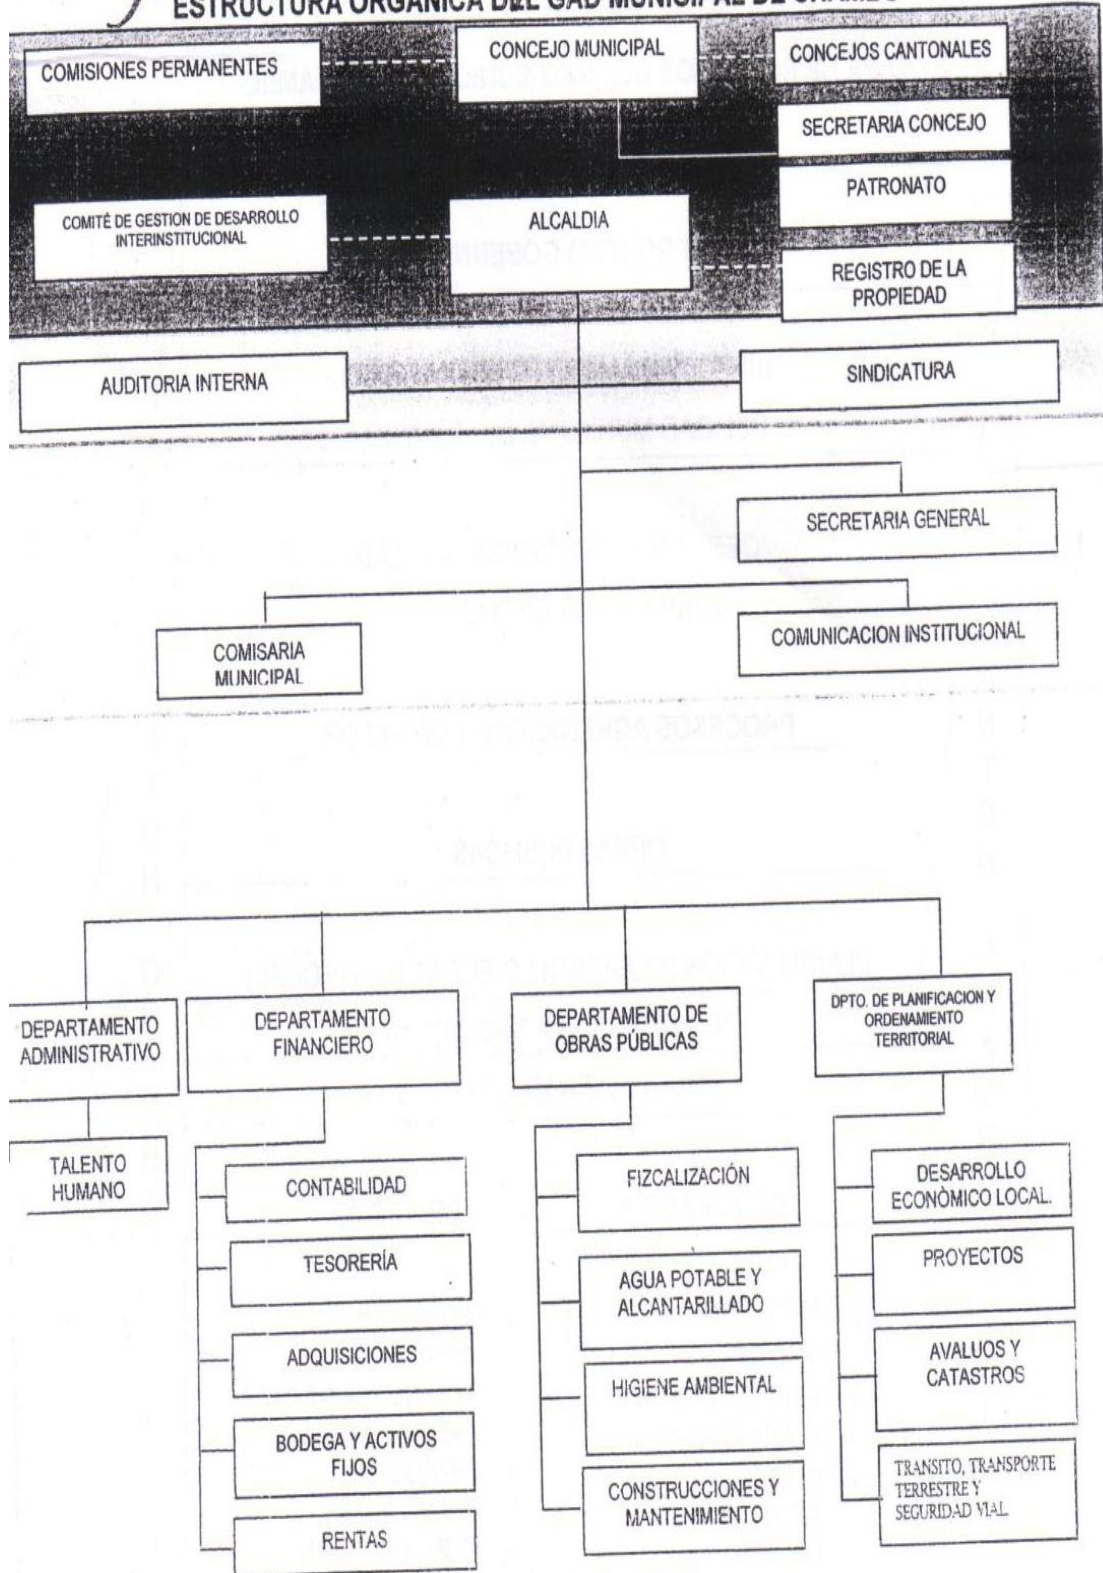 ESTRUCTURA ORGANICA DEL GAD MUNICIPAL DE
COMISIONES PERMANENTES
CONCEJO MUNICIPAL
CONCEJOS CANTONALES
SECRETARIA CONCEJO
PATRONATO
COMITÉ DE GESTION DE DESARROLLO
INTERINSTITUCIONAL
ALCALDIA
REGISTRO DE LA
PROPIEDAD
AUDITORIA INTERNA
SINDICATURA
SECRETARIA GENERAL
COMISARIA
MUNICIPAL
COMUNICACION INSTITUCIONAL
DEPARTAMENTO
ADMINISTRATIVO
DEPARTAMENTO
FINANCIERO
DEPARTAMENTO DE
OBRAS PÚBLICAS
DPTO. DE PLANIFICACION Y
ORDENAMIENTO
TERRITORIAL
TALENTO
HUMANO
CONTABILIDAD
TESORERÍA
ADQUISICIONES
BODEGA Y ACTIVOS
FIJOS
RENTAS
FIZCALIZACIÓN
AGUA POTABLE Y
ALCANTARILLADO
HIGIENE AMBIENTAL
CONSTRUCCIONES Y
MANTENIMIENTO
DESARROLLO
ECONÒMICO LOCAL.
PROYECTOS
AVALUOS Y
CATASTROS
TRANSITO, TRANSPORTE
TERRESTRE Y
SEGURIDAD VIAL